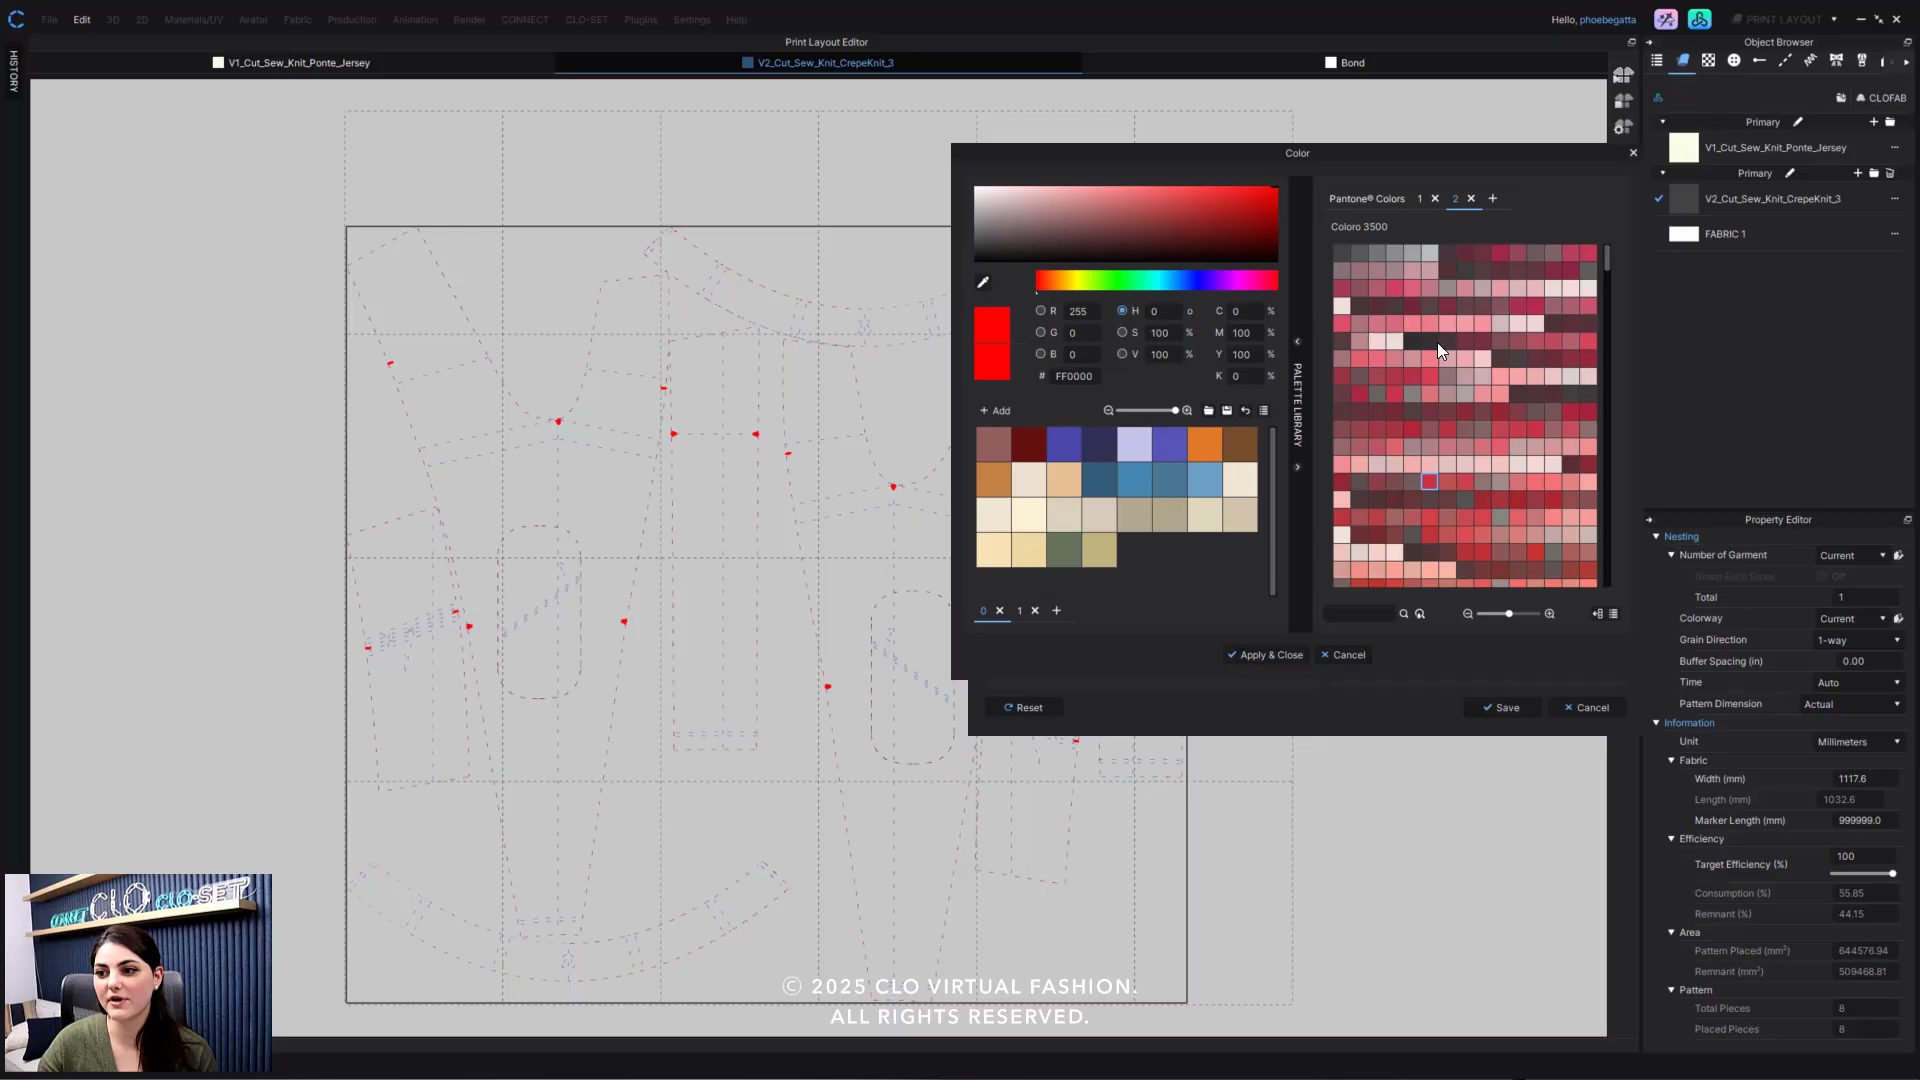 File Edit 3D 2D Materials/UV Avatar Fabric Production Animation Render CONNECT CLO-SET Plugins Settings Help
Hello, phoebegatta
PRINT LAYOUT
HISTORY
Print Layout Editor
V1_Cut_Sew_Knit_Ponte_Jersey
V2_Cut_Sew_Knit_CrepeKnit_3
Bond
Object Browser
CLOFAB
Primary
V1_Cut_Sew_Knit_Ponte_Jersey
Primary
V2_Cut_Sew_Knit_CrepeKnit_3
FABRIC 1
Color
Pantone® Colors 1 2
Coloro 3500
R 255 H 0 o C 0 %
G 0 S 100 % M 100 %
B 0 V 100 % Y 100 %
# FF0000 K 0 %
+ Add
PALETTE LIBRARY
0 1
Apply & Close Cancel
Reset
Save Cancel
Property Editor
Nesting
Number of Garment Current
Group Each Sizes Off
Total 1
Colorway Current
Grain Direction 1-way
Buffer Spacing (in) 0.00
Time Auto
Pattern Dimension Actual
Information
Unit Millimeters
Fabric
Width (mm) 1117.6
Length (mm) 1032.6
Marker Length (mm) 999999.0
Efficiency
Target Efficiency (%) 100
Consumption (%) 55.85
Remnant (%) 44.15
Area
Pattern Placed (mm²) 644576.94
Remnant (mm²) 509468.81
Pattern
Total Pieces 8
Placed Pieces 8
CONNECT CLO CLO-SET
© 2025 CLO VIRTUAL FASHION.
ALL RIGHTS RESERVED.